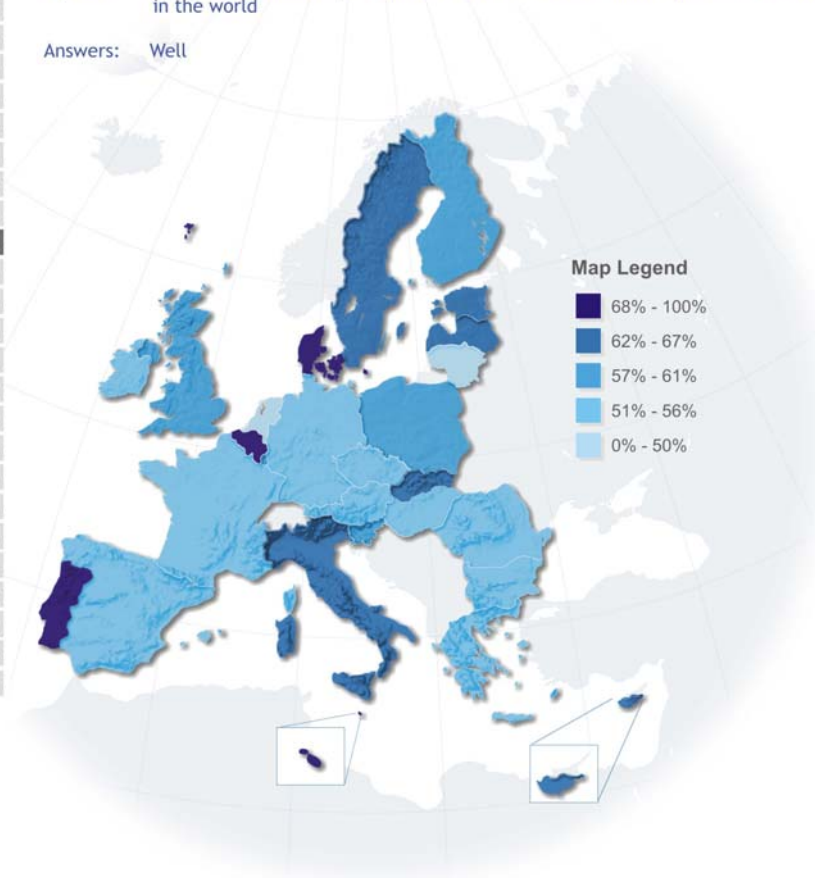 in the world
Answers: Well
Map Legend
68% - 100%
62% - 67%
57% - 61%
51% - 56%
0% - 50%